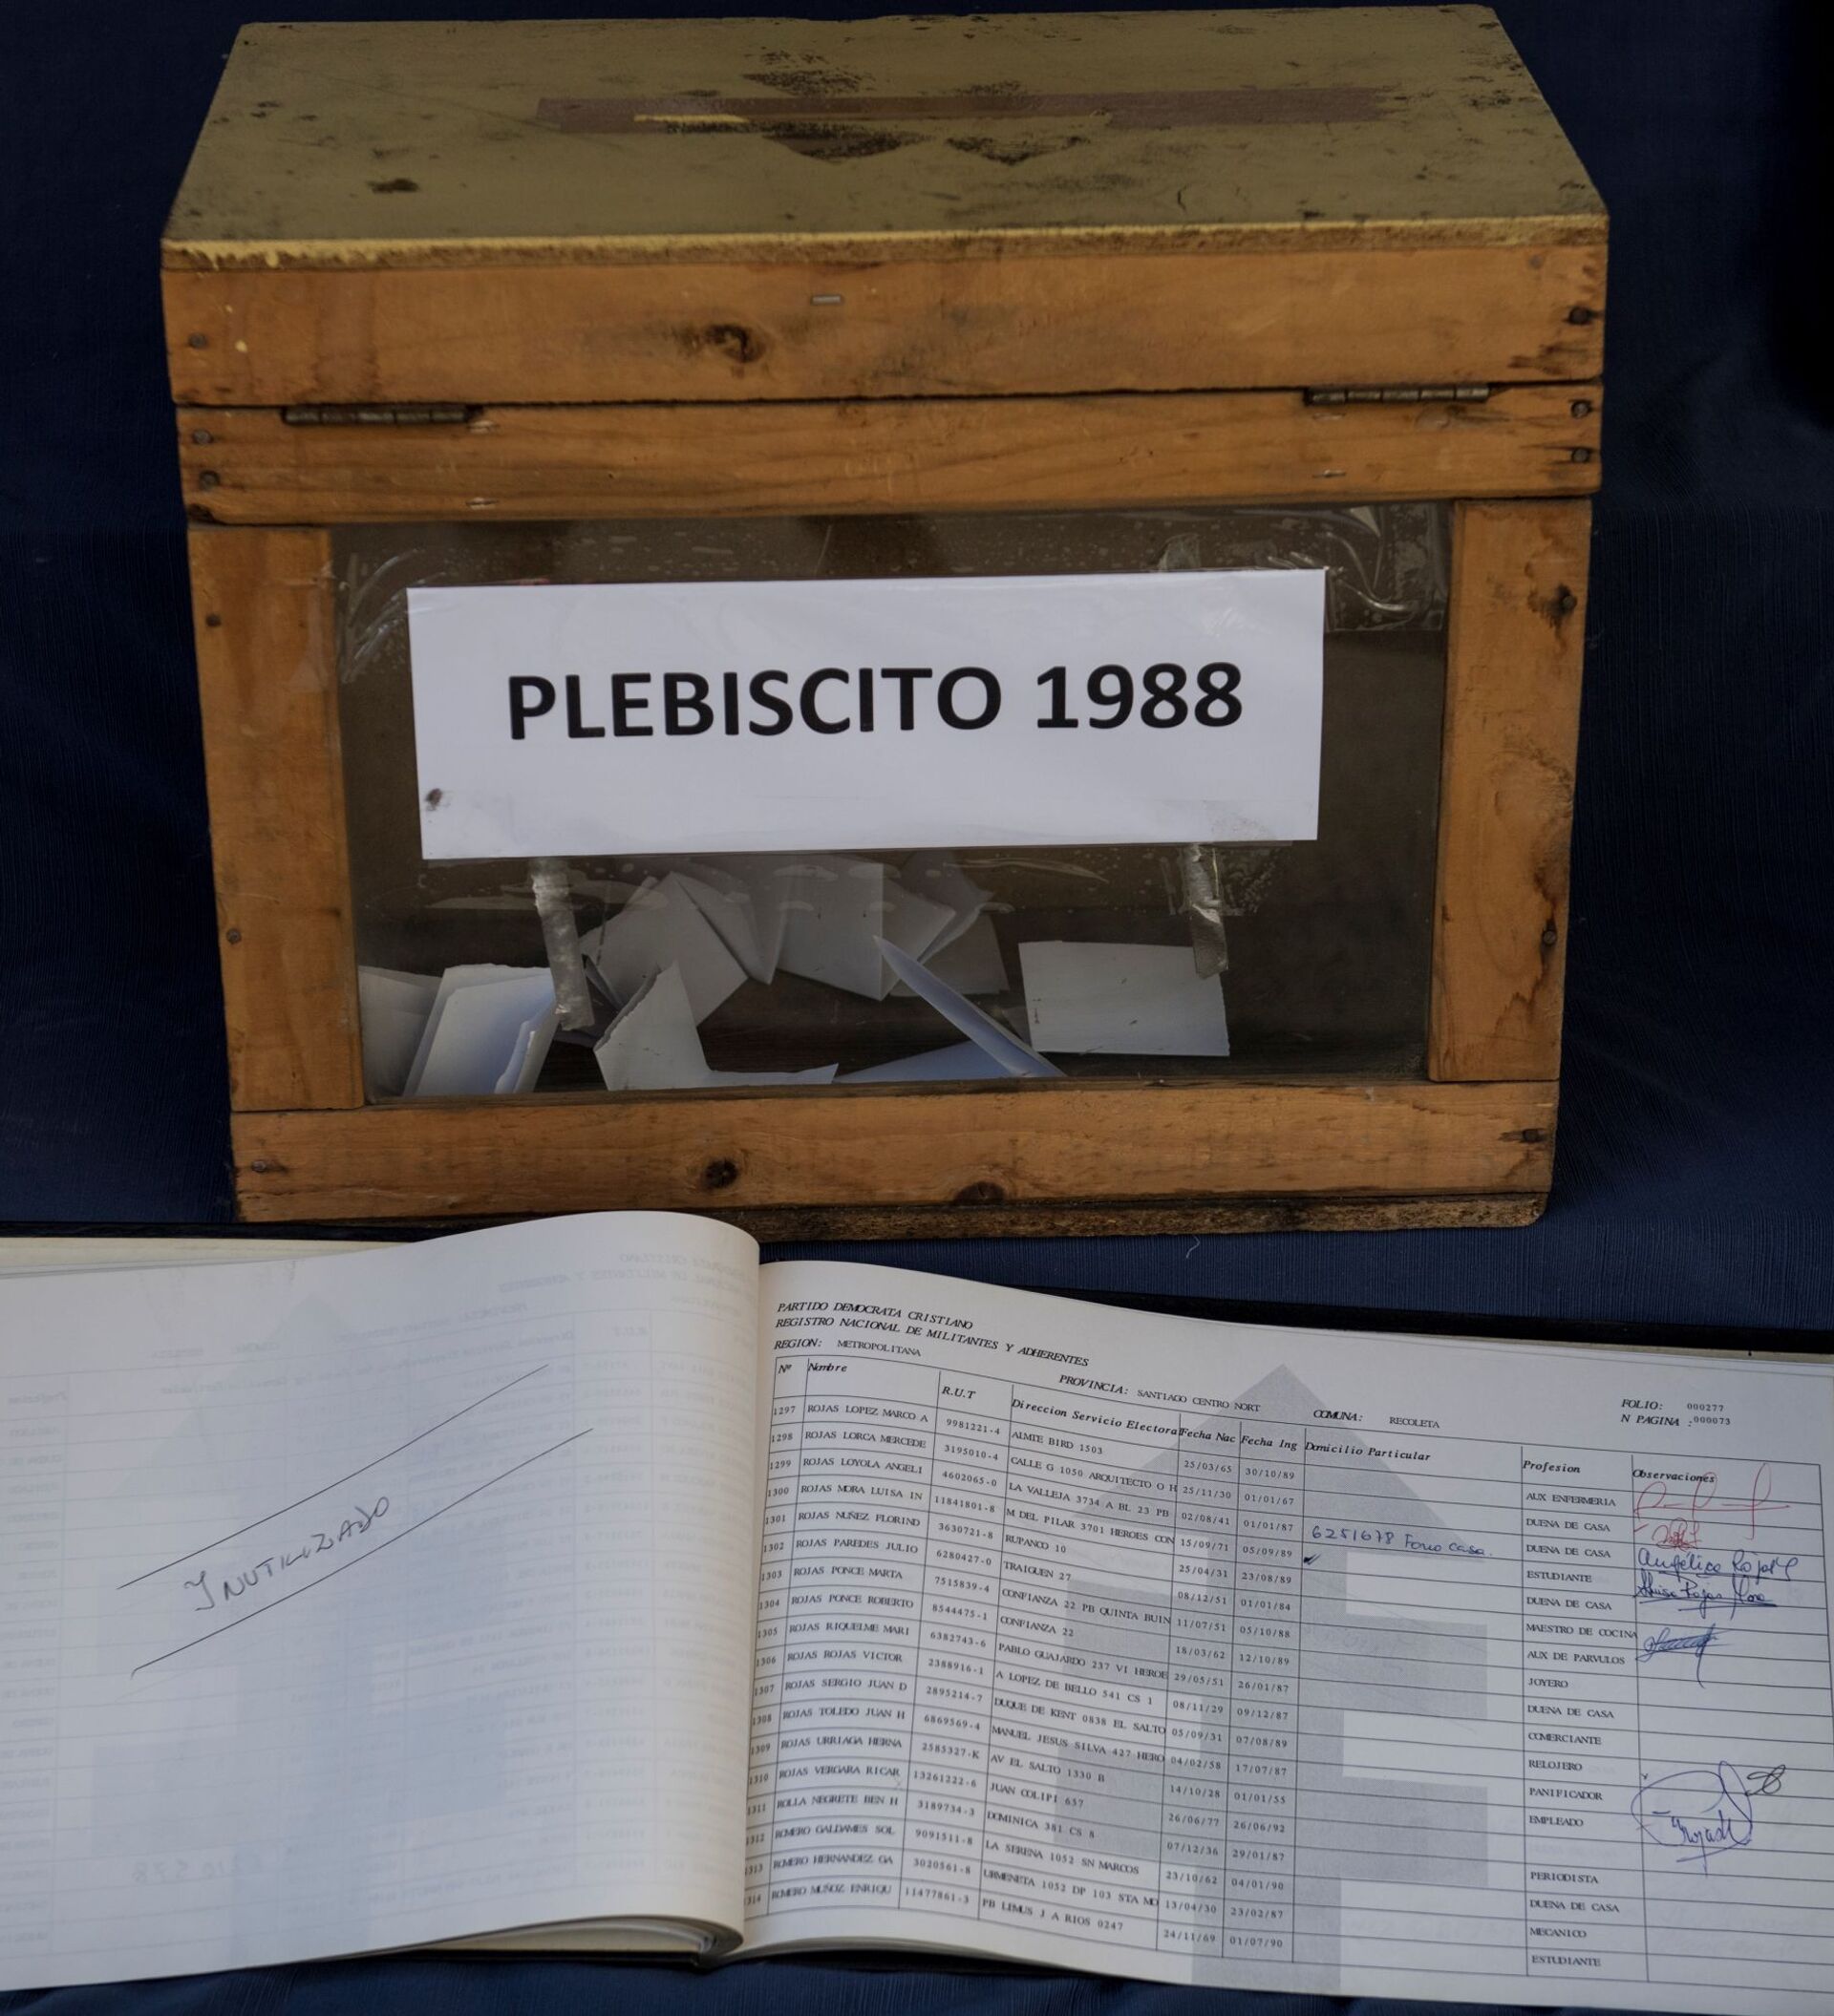 PLEBISCITO 1988
INUTILIZADO
PARTIDO DEMOCRATA CRISTIANO
REGISTRO NACIONAL DE MILITANTES Y ADHERENTES
REGION: METROPOLITANA PROVINCIA: SANTIAGO CENTRO NORT COMUNA: RECOLETA FOLIO: 000277
N PAGINA :000073
Nº Nombre R.U.T Direccion Servicio Electora Fecha Nac Fecha Ing Domicilio Particular Profesion Observaciones
1297 ROJAS LOPEZ MARCO A 9981221-4 ALMTE BIRD 1503 25/03/65 30/10/89 AUX ENFERMERIA
1298 ROJAS LORCA MERCEDE 3195010-4 CALLE G 1050 ARQUITECTO O H 25/11/30 01/01/67 DUENA DE CASA
1299 ROJAS LOYOLA ANGELI 4602065-0 LA VALLEJA 3734 A BL 23 PB 02/08/41 01/01/87 6251678 Fono casa. DUENA DE CASA Angélica Rojas
1300 ROJAS MORA LUISA IN 11841801-8 M DEL PILAR 3701 HEROES CON 15/09/71 05/09/89 ESTUDIANTE Luisa Rojas Mora
1301 ROJAS NUÑEZ FLORIND 3630721-8 RUPANCO 10 25/04/31 23/08/89 DUENA DE CASA
1302 ROJAS PAREDES JULIO 6280427-0 TRAIGUEN 27 08/12/51 01/01/84 MAESTRO DE COCINA
1303 ROJAS PONCE MARTA 7515839-4 CONFIANZA 22 PB QUINTA BUIN 11/07/51 05/10/88 AUX DE PARVULOS
1304 ROJAS PONCE ROBERTO 8544475-1 CONFIANZA 22 18/03/62 12/10/89 JOYERO
1305 ROJAS RIQUELME MARI 6382743-6 PABLO GUAJARDO 237 VI HEROE 29/05/51 26/01/87 DUENA DE CASA
1306 ROJAS ROJAS VICTOR 2388916-1 A LOPEZ DE BELLO 541 CS 1 08/11/29 09/12/87 COMERCIANTE
1307 ROJAS SERGIO JUAN D 2895214-7 DUQUE DE KENT 0838 EL SALTO 05/09/31 07/08/89 RELOJERO
1308 ROJAS TOLEDO JUAN H 6869569-4 MANUEL JESUS SILVA 427 HERO 04/02/58 17/07/87 PANIFICADOR
1309 ROJAS URRIAGA HERNA 2585327-K AV EL SALTO 1330 B 14/10/28 01/01/55 EMPLEADO
1310 ROJAS VERGARA RICAR 13261222-6 JUAN COLIPI 657 26/06/77 26/06/92
1311 ROLLA NEGRETE BEN H 3189734-3 DOMINICA 381 CS 8 07/12/36 29/01/87 PERIODISTA
1312 ROMERO GALDAMES SOL 9091511-8 LA SERENA 1052 SN MARCOS 23/10/62 04/01/90 DUENA DE CASA
1313 ROMERO HERNANDEZ GA 3020561-8 URMENETA 1052 DP 103 STA MO 13/04/30 23/02/87 MECANICO
1314 ROMERO MUÑOZ ENRIQU 11477861-3 PB LEMUS J A RIOS 0247 24/11/69 01/07/90 ESTUDIANTE